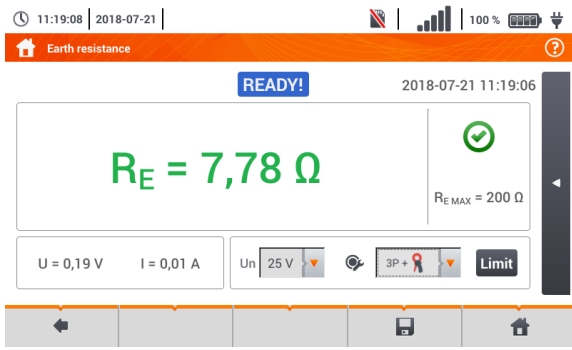 11:19:08 2018-07-21 100 %
Earth resistance ?
READY! 2018-07-21 11:19:06
RE = 7,78 Ω
RE MAX = 200 Ω
U = 0,19 V I = 0,01 A Un 25 V 3P + Limit